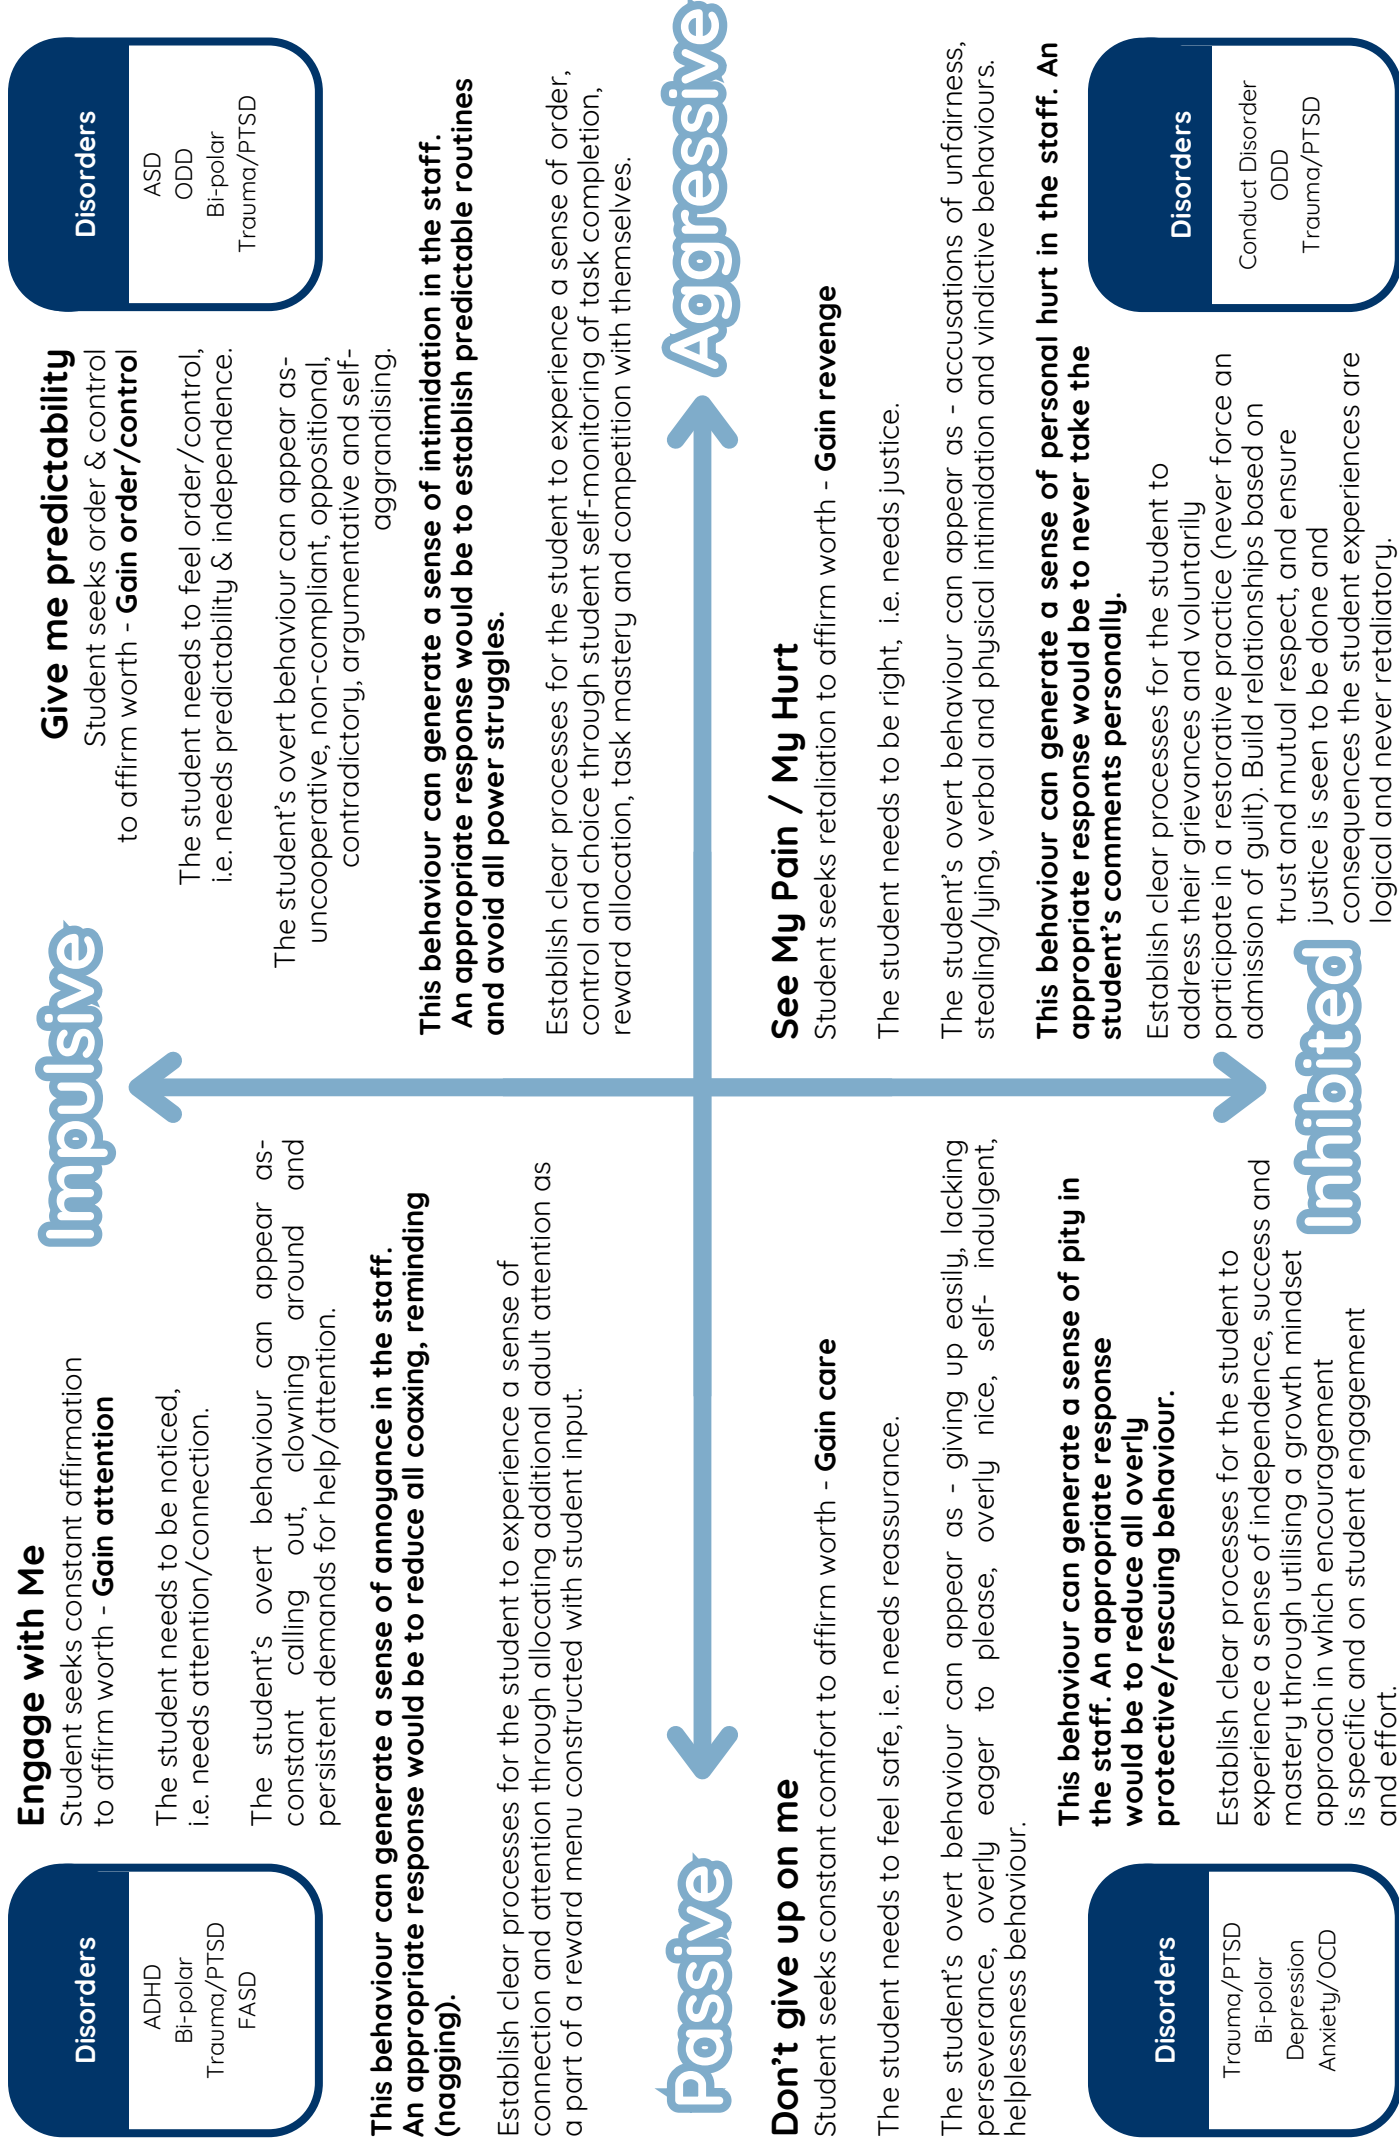 Impulsive
Disorders
ADHD
Bi-polar
Trauma/PTSD
FASD
Engage with Me
Student seeks constant affirmation
to affirm worth - Gain attention
The student needs to be noticed,
i.e. needs attention/connection.
The student's overt behaviour can appear as-
constant calling out, clowning around and
persistent demands for help/attention.
This behaviour can generate a sense of annoyance in the staff.
An appropriate response would be to reduce all coaxing, reminding
(nagging).
Establish clear processes for the student to experience a sense of
connection and attention through allocating additional adult attention as
a part of a reward menu constructed with student input.
Give me predictability
Student seeks order & control
to affirm worth - Gain order/control
The student needs to feel order/control,
i.e. needs predictability & independence.
The student's overt behaviour can appear as-
uncooperative, non-compliant, oppositional,
contradictory, argumentative and self-
aggrandising.
This behaviour can generate a sense of intimidation in the staff.
An appropriate response would be to establish predictable routines
and avoid all power struggles.
Establish clear processes for the student to experience a sense of order,
control and choice through student self-monitoring of task completion,
reward allocation, task mastery and competition with themselves.
Disorders
ASD
ODD
Bi-polar
Trauma/PTSD
Passive
Aggressive
Don't give up on me
Student seeks constant comfort to affirm worth - Gain care
The student needs to feel safe, i.e. needs reassurance.
The student's overt behaviour can appear as - giving up easily, lacking
perseverance, overly eager to please, overly nice, self- indulgent,
helplessness behaviour.
This behaviour can generate a sense of pity in
the staff. An appropriate response
would be to reduce all overly
protective/rescuing behaviour.
Establish clear processes for the student to
experience a sense of independence, success and
mastery through utilising a growth mindset
approach in which encouragement
is specific and on student engagement
and effort.
Disorders
Trauma/PTSD
Bi-polar
Depression
Anxiety/OCD
See My Pain / My Hurt
Student seeks retaliation to affirm worth - Gain revenge
The student needs to be right, i.e. needs justice.
The student's overt behaviour can appear as - accusations of unfairness,
stealing/lying, verbal and physical intimidation and vindictive behaviours.
This behaviour can generate a sense of personal hurt in the staff. An
appropriate response would be to never take the
student's comments personally.
Establish clear processes for the student to
address their grievances and voluntarily
participate in a restorative practice (never force an
admission of guilt). Build relationships based on
trust and mutual respect, and ensure
justice is seen to be done and
consequences the student experiences are
logical and never retaliatory.
Disorders
Conduct Disorder
ODD
Trauma/PTSD
Inhibited